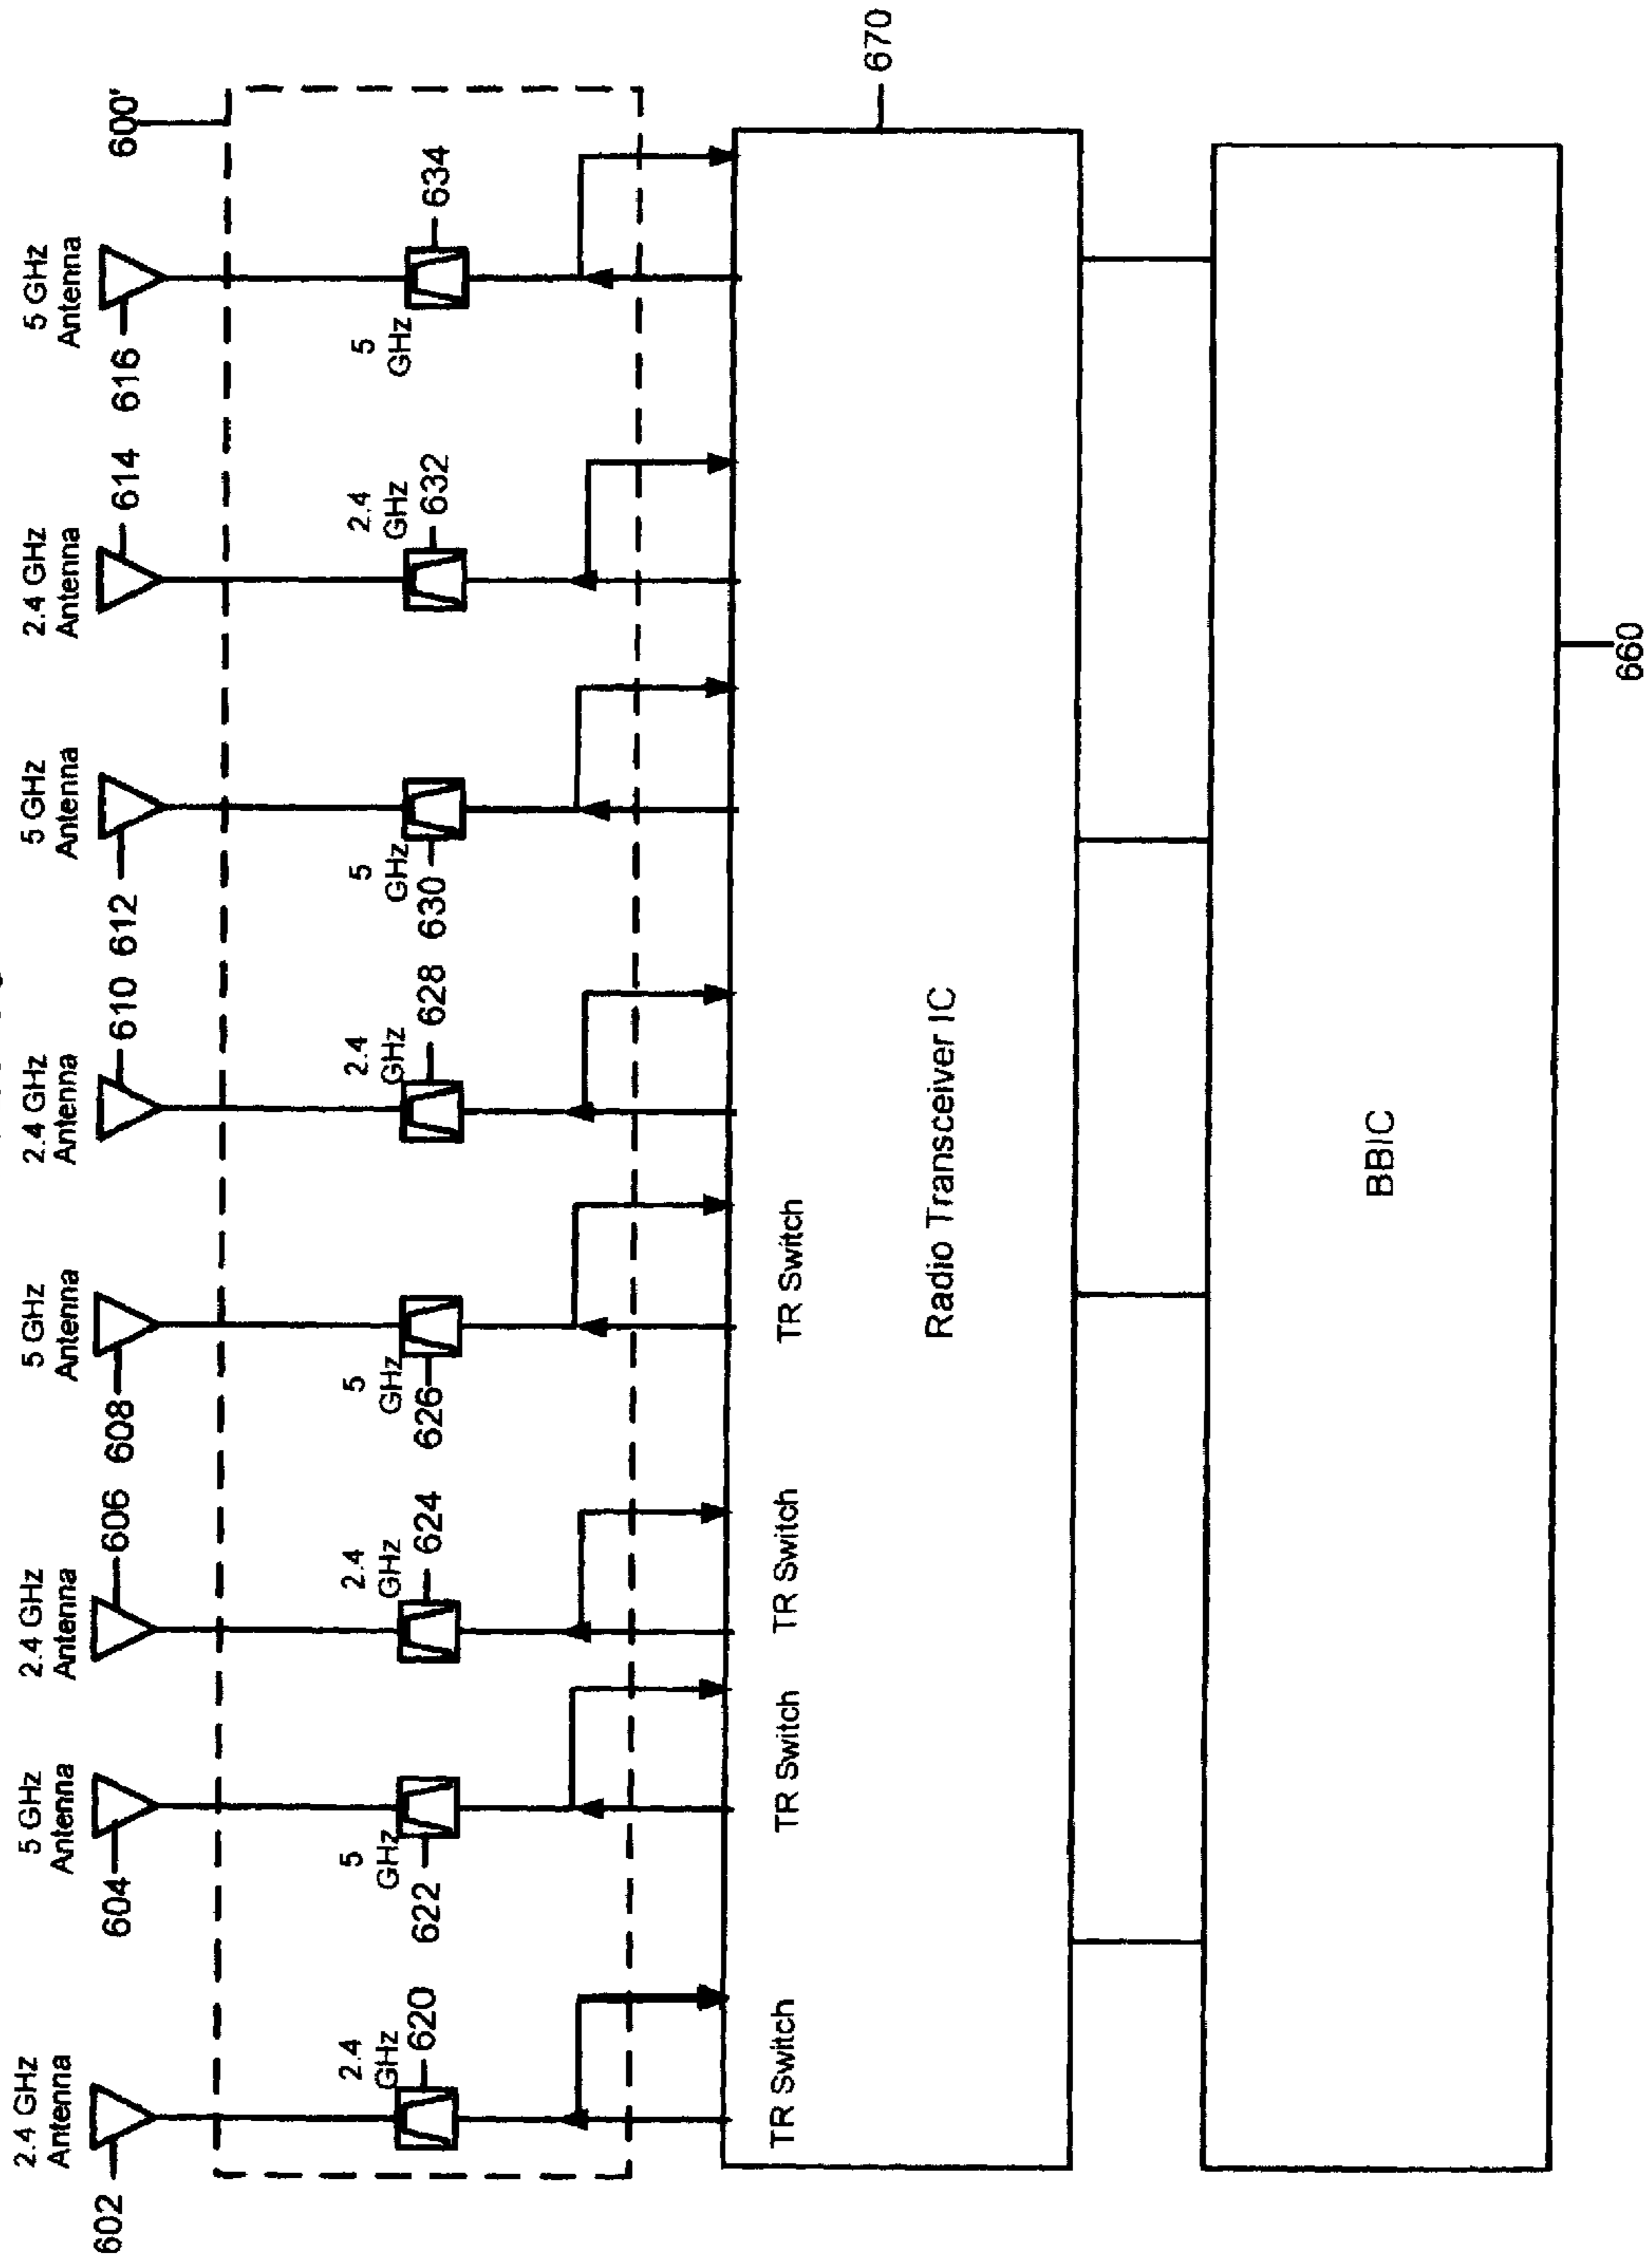 2.4 GHz
Antenna
5 GHz
Antenna
2.4 GHz
Antenna
5 GHz
Antenna
2.4 GHz
Antenna
5 GHz
Antenna
2.4 GHz
Antenna
5 GHz
Antenna
602
604
606
608
610
612
614
616
600'
2.4
GHz
620
5
GHz
622
2.4
GHz
624
5
GHz
626
2.4
GHz
628
5
GHz
630
2.4
GHz
632
5
GHz
634
TR Switch
TR Switch
TR Switch
TR Switch
Radio Transceiver IC
670
BBIC
660